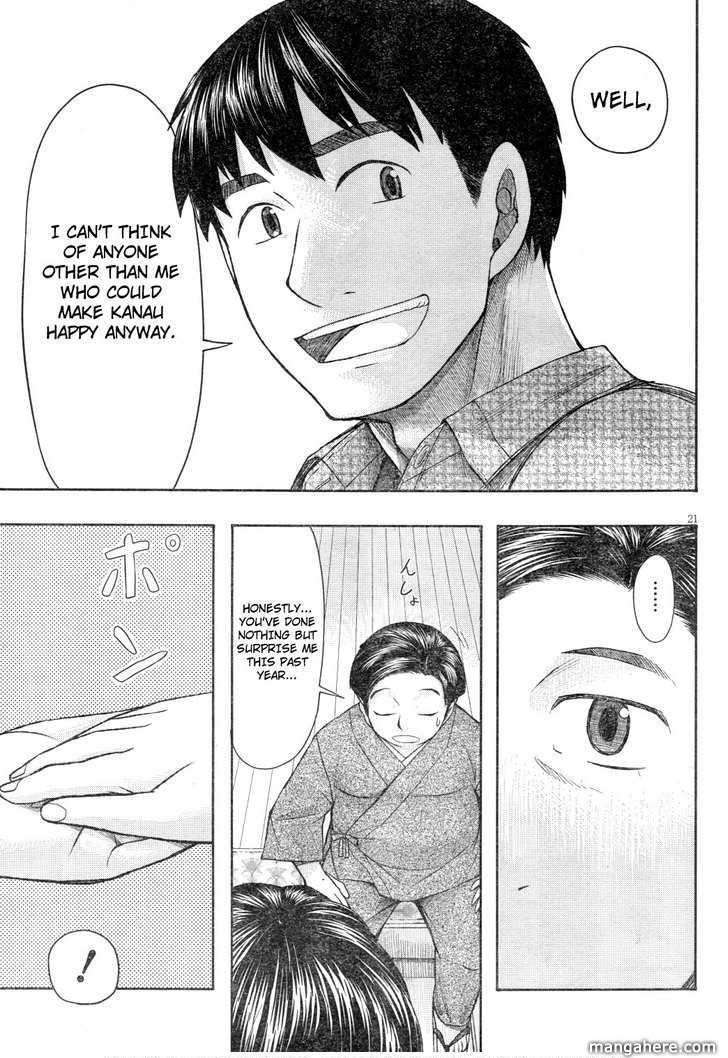 WELL,
I CAN'T THINK
OF ANYONE
OTHER THAN ME
WHO COULD
MAKE KANAU
HAPPY ANYWAY.
21
......
んしょ
HONESTLY...
YOU'VE DONE
NOTHING BUT
SURPRISE ME
THIS PAST
YEAR...
ポン
!
mangahere.com